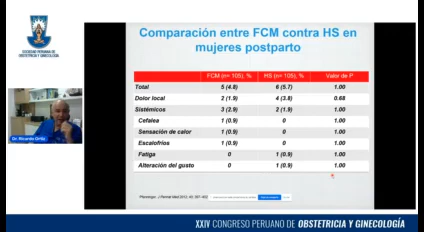 SOCIEDAD PERUANA DE
OBSTETRICIA Y GINECOLOGÍA
Dr. Ricardo Ortiz
Comparación entre FCM contra HS en
mujeres postparto
FCM (n= 105), % HS (n= 105), % Valor de P
Total 5 (4.8) 6 (5.7) 1.00
Dolor local 2 (1.9) 4 (3.8) 0.68
Sistémicos 3 (2.9) 2 (1.9) 1.00
Cefalea 1 (0.9) 0 1.00
Sensación de calor 1 (0.9) 0 1.00
Escalofríos 1 (0.9) 0 1.00
Fatiga 0 1 (0.9) 1.00
Alteración del gusto 0 1 (0.9) 1.00
XXIV CONGRESO PERUANO DE OBSTETRICIA Y GINECOLOGÍA